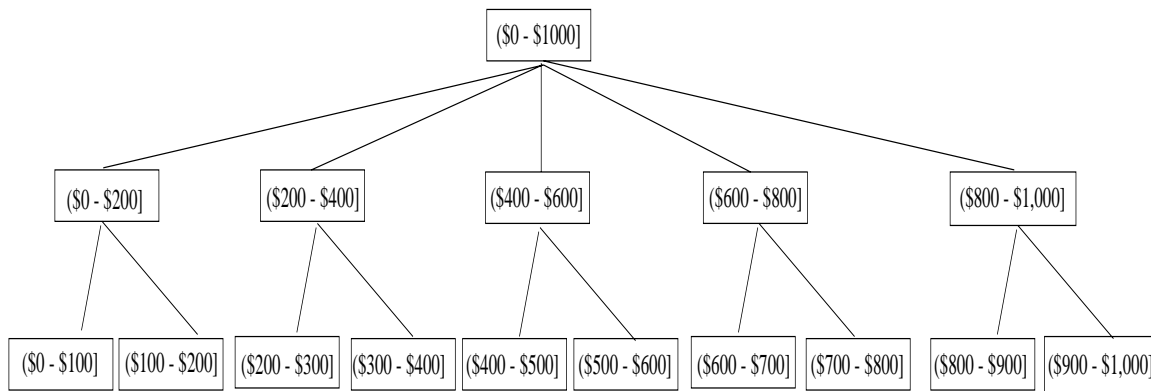 ($0 - $1000]
($0 - $200]
($200 - $400]
($400 - $600]
($600 - $800]
($800 - $1,000]
($0 - $100]
($100 - $200]
($200 - $300]
($300 - $400]
($400 - $500]
($500 - $600]
($600 - $700]
($700 - $800]
($800 - $900]
($900 - $1,000]